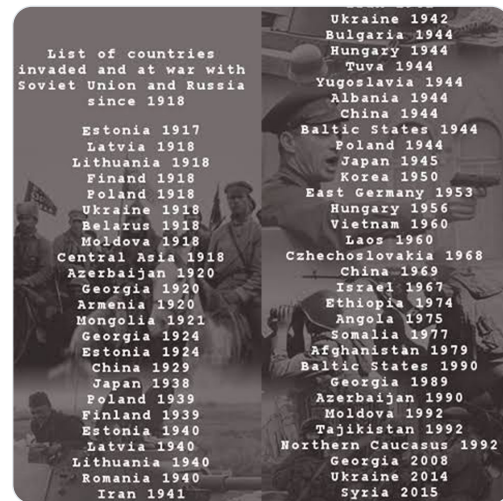 List of countries
invaded and at war with
Soviet Union and Russia
since 1918
Estonia 1917
Latvia 1918
Lithuania 1918
Finand 1918
Poland 1918
Ukraine 1918
Belarus 1918
Moldova 1918
Central Asia 1918
Azerbaijan 1920
Georgia 1920
Armenia 1920
Mongolia 1921
Georgia 1924
Estonia 1924
China 1929
Japan 1938
Poland 1939
Finland 1939
Estonia 1940
Latvia 1940
Lithuania 1940
Romania 1940
Iran 1941
Ukraine 1942
Bulgaria 1944
Hungary 1944
Tuva 1944
Yugoslavia 1944
Albania 1944
China 1944
Baltic States 1944
Poland 1944
Japan 1945
Korea 1950
East Germany 1953
Hungary 1956
Vietnam 1960
Laos 1960
Czhechoslovakia 1968
China 1969
Israel 1967
Ethiopia 1974
Angola 1975
Somalia 1977
Afghanistan 1979
Baltic States 1990
Georgia 1989
Azerbaijan 1990
Moldova 1992
Tajikistan 1992
Northern Caucasus 1992
Georgia 2008
Ukraine 2014
Syria 2015